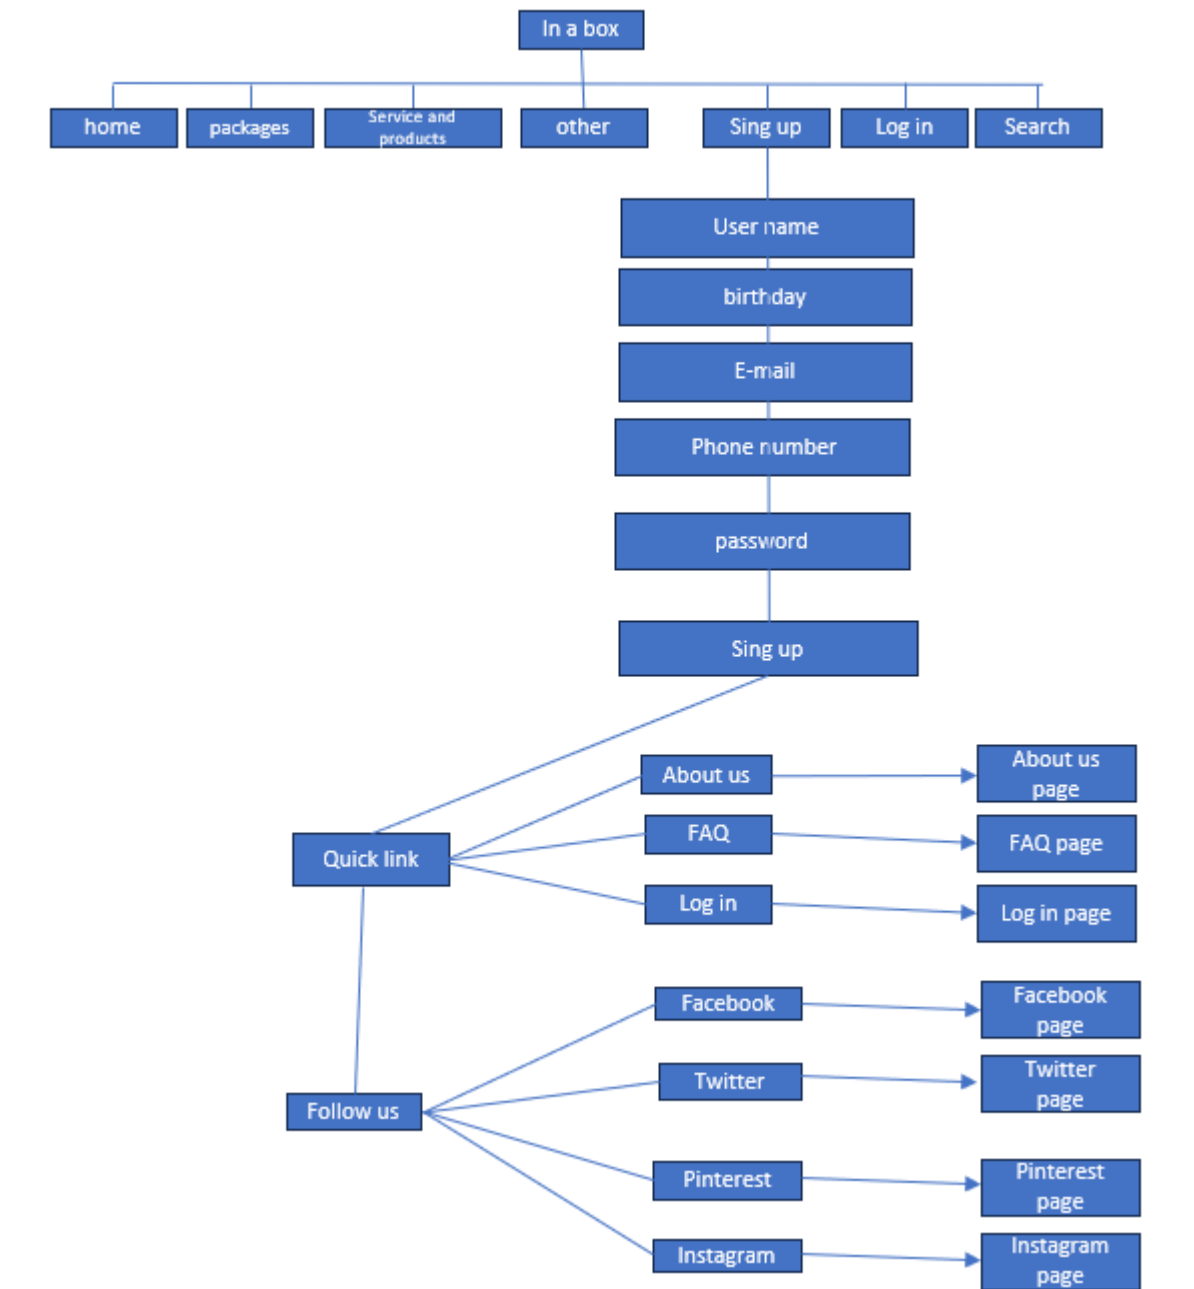 In a box
home
packages
Service and
products
other
Sing up
Log in
Search
User name
birthday
E-mail
Phone number
password
Sing up
Quick link
About us
About us
page
FAQ
FAQ page
Log in
Log in page
Follow us
Facebook
Facebook
page
Twitter
Twitter
page
Pinterest
Pinterest
page
Instagram
Instagram
page